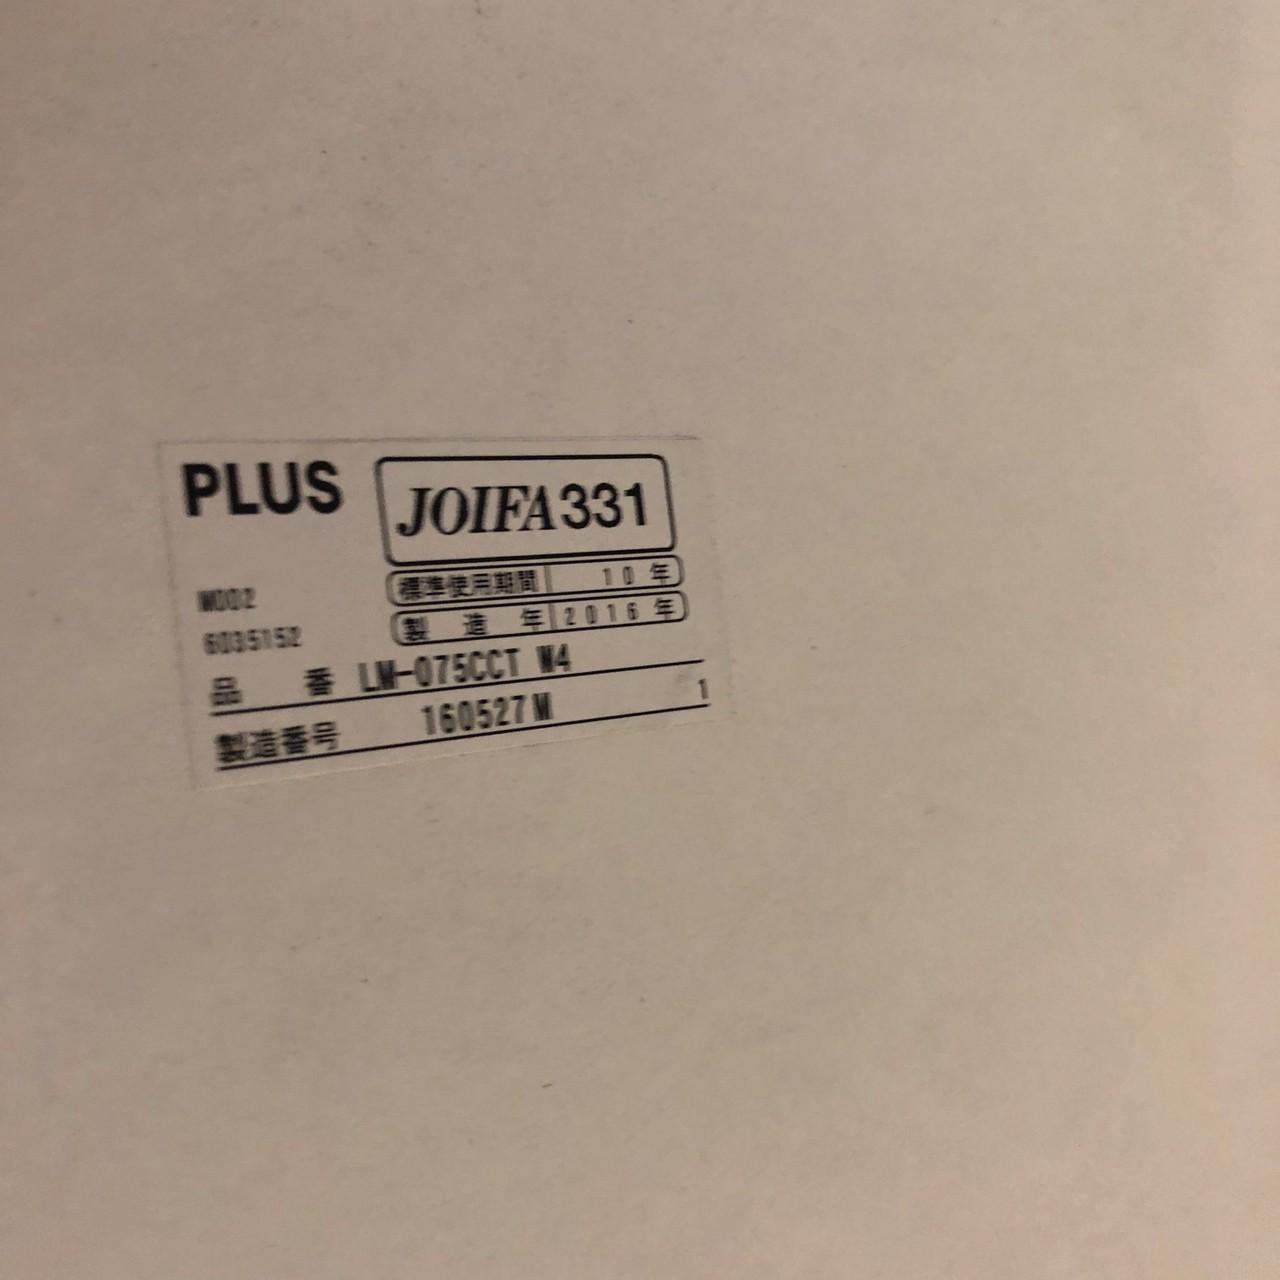 PLUS
JOIFA331
標準使用期間 10年
製造年 2016年
M002
6035152
品番 LM-075CCT W4
製造番号 160527M 1